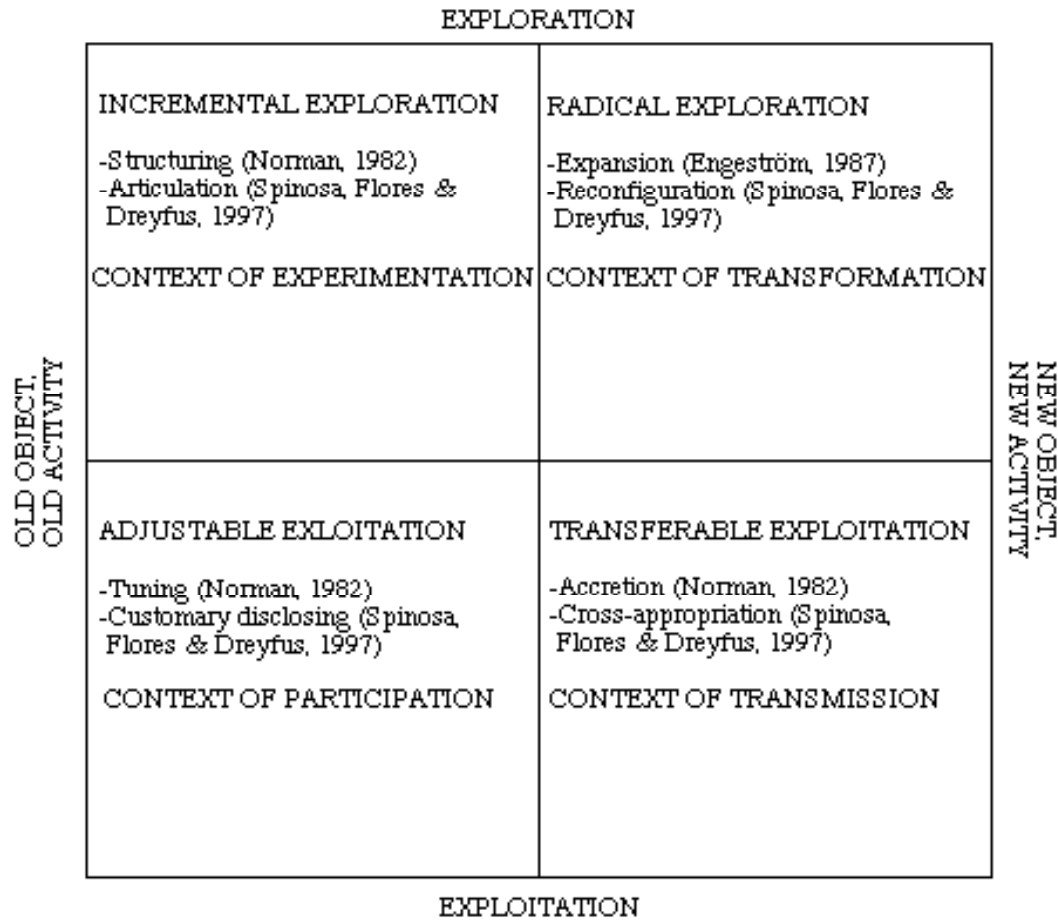 EXPLORATION
INCREMENTAL EXPLORATION
-Structuring (Norman, 1982)
-Articulation (Spinosa, Flores &
Dreyfus, 1997)
CONTEXT OF EXPERIMENTATION
RADICAL EXPLORATION
-Expansion (Engeström, 1987)
-Reconfiguration (Spinosa, Flores &
Dreyfus, 1997)
CONTEXT OF TRANSFORMATION
OLD OBJECT,
OLD ACTIVITY
NEW OBJECT,
NEW ACTIVITY
ADJUSTABLE EXLOITATION
-Tuning (Norman, 1982)
-Customary disclosing (Spinosa,
Flores & Dreyfus, 1997)
CONTEXT OF PARTICIPATION
TRANSFERABLE EXPLOITATION
-Accretion (Norman, 1982)
-Cross-appropriation (Spinosa,
Flores & Dreyfus, 1997)
CONTEXT OF TRANSMISSION
EXPLOITATION